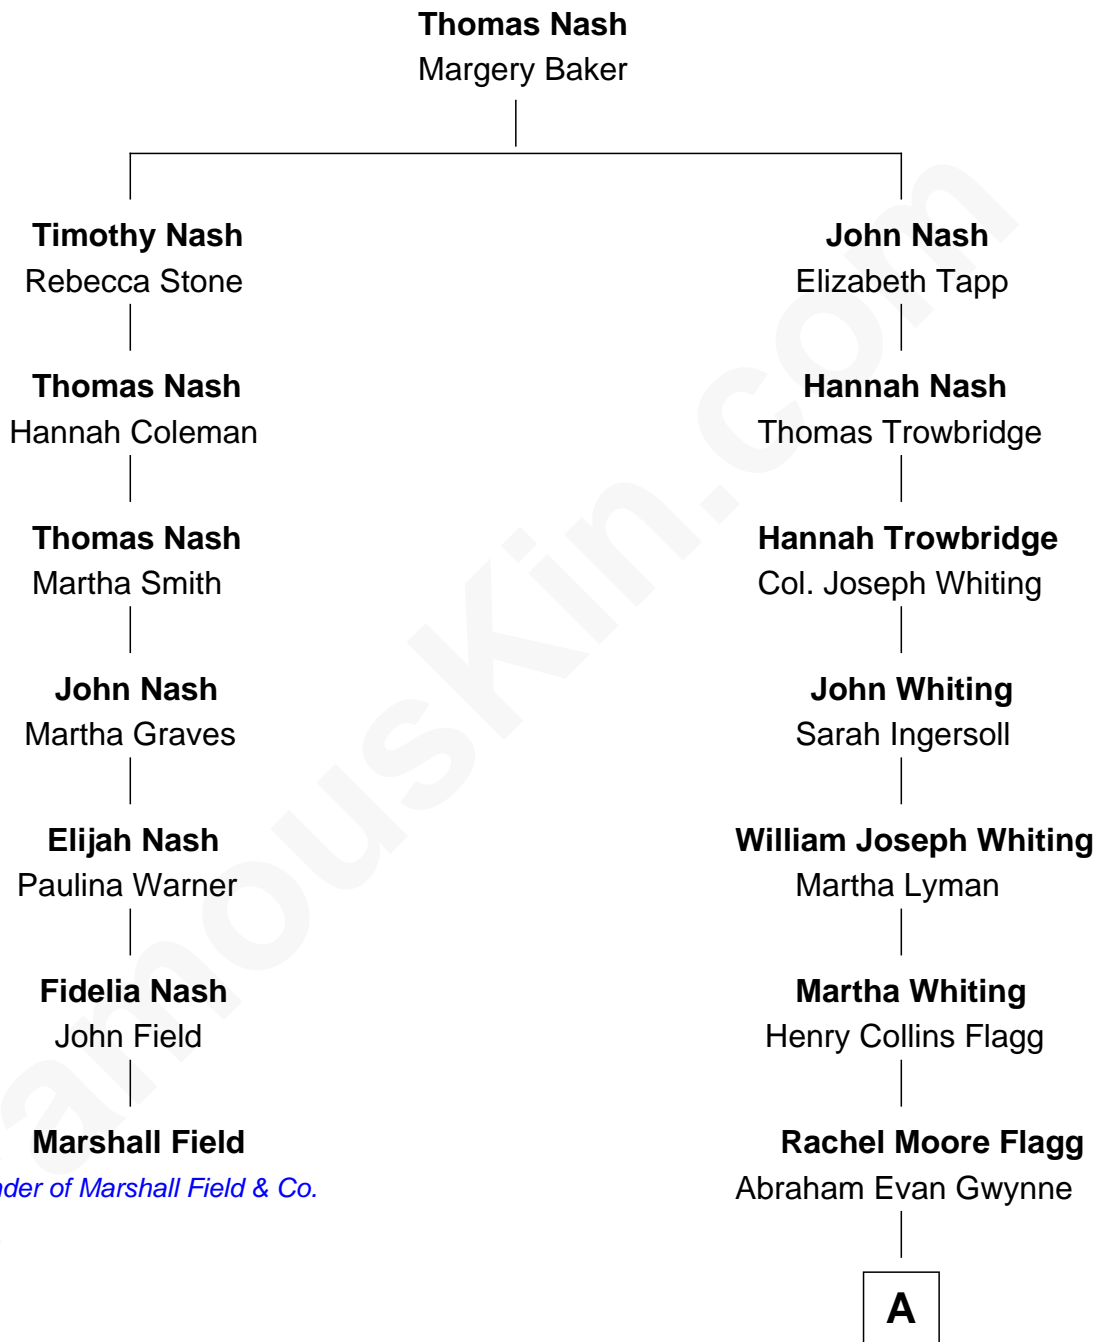 Thomas Nash
Margery Baker
Timothy Nash
Rebecca Stone
Thomas Nash
Hannah Coleman
Thomas Nash
Martha Smith
John Nash
Martha Graves
Elijah Nash
Paulina Warner
Fidelia Nash
John Field
Marshall Field
of Marshall Field & Co.
John Nash
Elizabeth Tapp
Hannah Nash
Thomas Trowbridge
Hannah Trowbridge
Col. Joseph Whiting
John Whiting
Sarah Ingersoll
William Joseph Whiting
Martha Lyman
Martha Whiting
Henry Collins Flagg
Rachel Moore Flagg
Abraham Evan Gwynne
A
amouskin.com